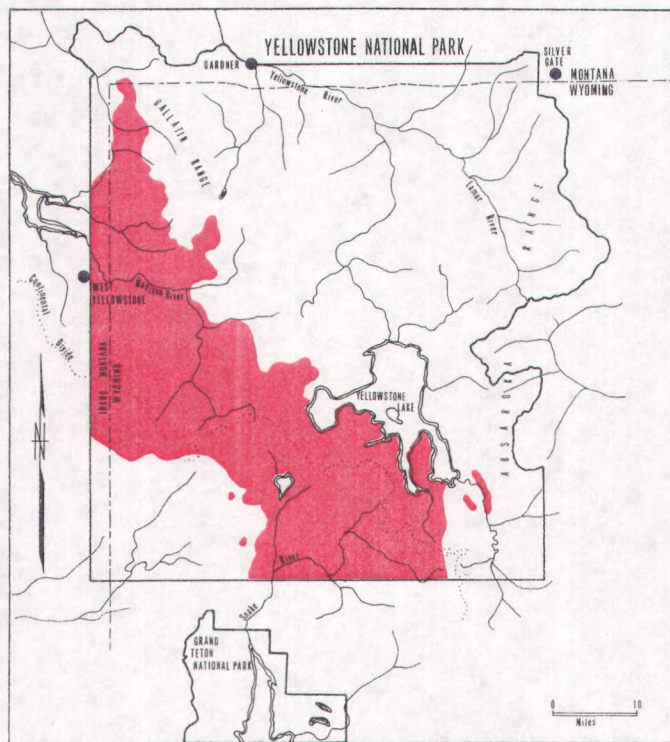 YELLOWSTONE NATIONAL PARK
GARDNER
SILVER
GATE
MONTANA
WYOMING
Yellowstone River
GALLATIN RANGE
Lamar River
RANGE
ABSAROKA
Continental Divide
WEST
YELLOWSTONE
Madison River
IDAHO MONTANA
WYOMING
YELLOWSTONE
LAKE
N
Snake River
GRAND
TETON
NATIONAL PARK
0 10
Miles